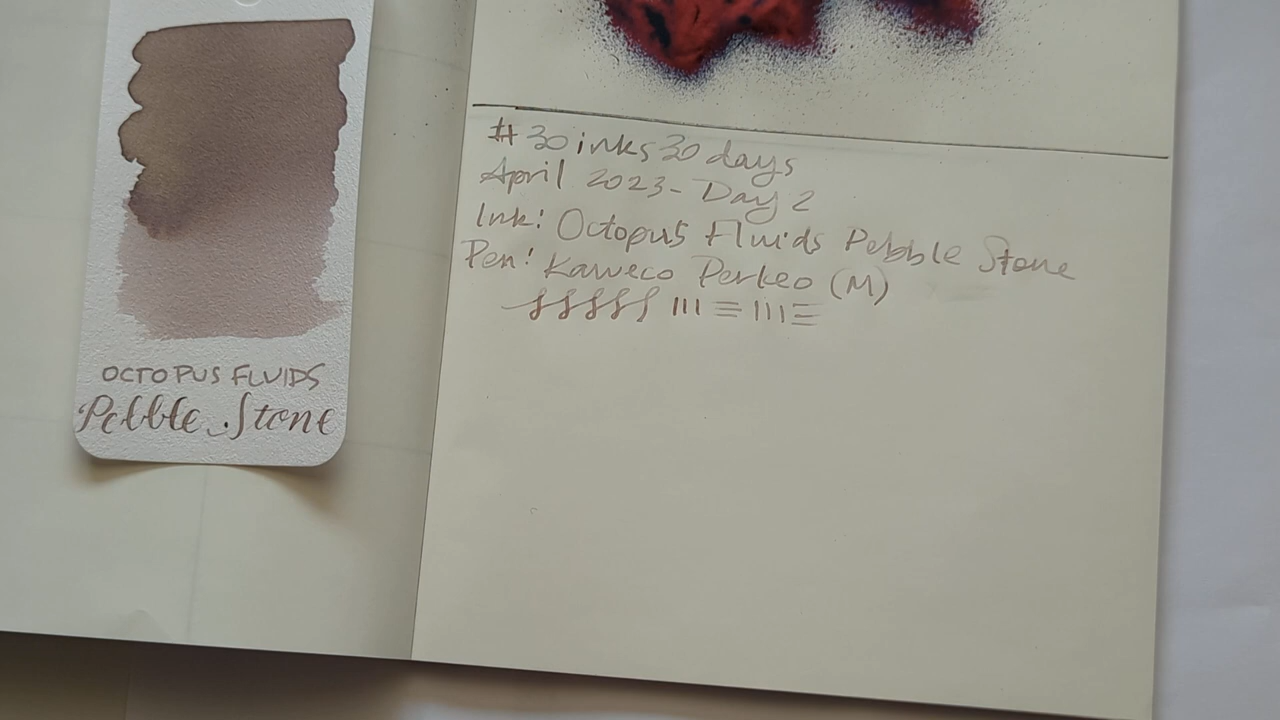 OCTOPUS FLUIDS
Pebble Stone
#30inks30days
April 2023 - Day 2
Ink: Octopus Fluids Pebble Stone
Pen: Kaweco Perkeo (M)